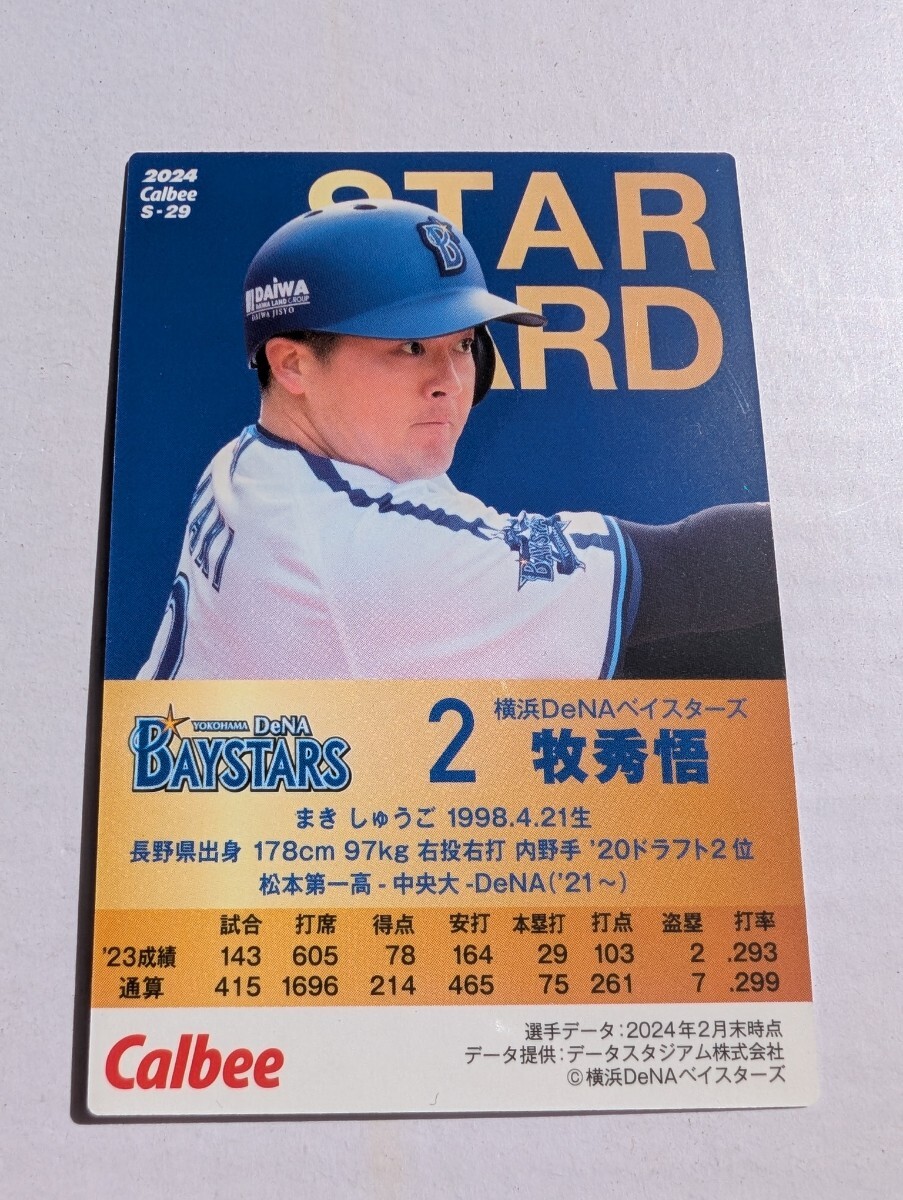 2024
Calbee
S-29
STAR
ARD
DAIWA
DAIWA LAND GROUP
DAIWA JISYO
B
AKI
BAYSTARS
YOKOHAMA DeNA
BAYSTARS
2
横浜DeNAベイスターズ
牧秀悟
まき しゅうご 1998.4.21生
長野県出身 178cm 97kg 右投右打 内野手 '20ドラフト2位
松本第一高-中央大-DeNA('21～)
試合 打席 得点 安打 本塁打 打点 盗塁 打率
'23成績 143 605 78 164 29 103 2 .293
通算 415 1696 214 465 75 261 7 .299
Calbee
選手データ:2024年2月末時点
データ提供:データスタジアム株式会社
©横浜DeNAベイスターズ